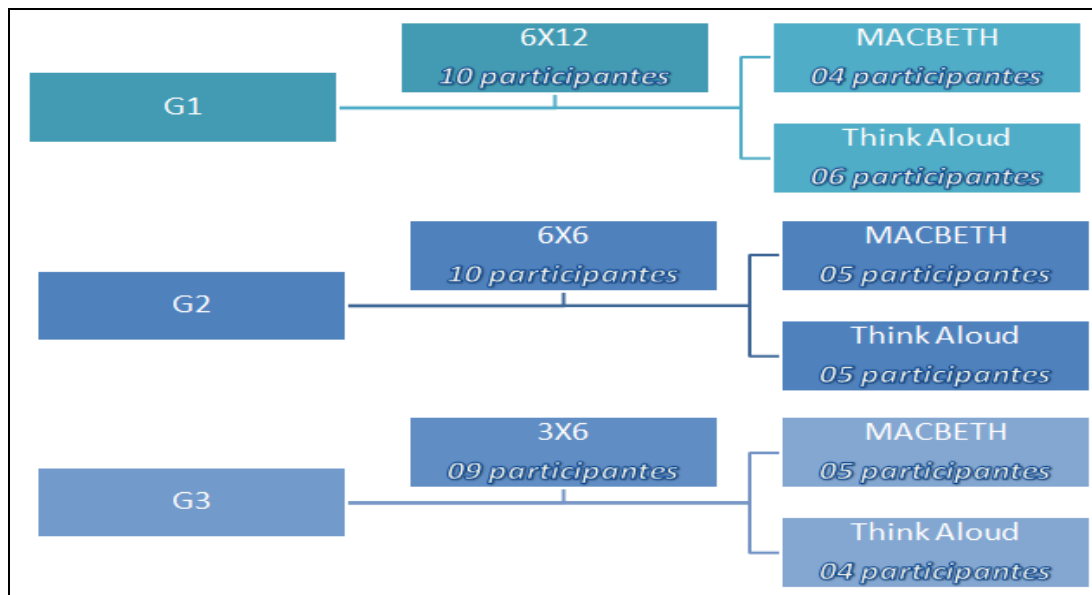 G1
6X12
10 participantes
MACBETH
04 participantes
Think Aloud
06 participantes
G2
6X6
10 participantes
MACBETH
05 participantes
Think Aloud
05 participantes
G3
3X6
09 participantes
MACBETH
05 participantes
Think Aloud
04 participantes